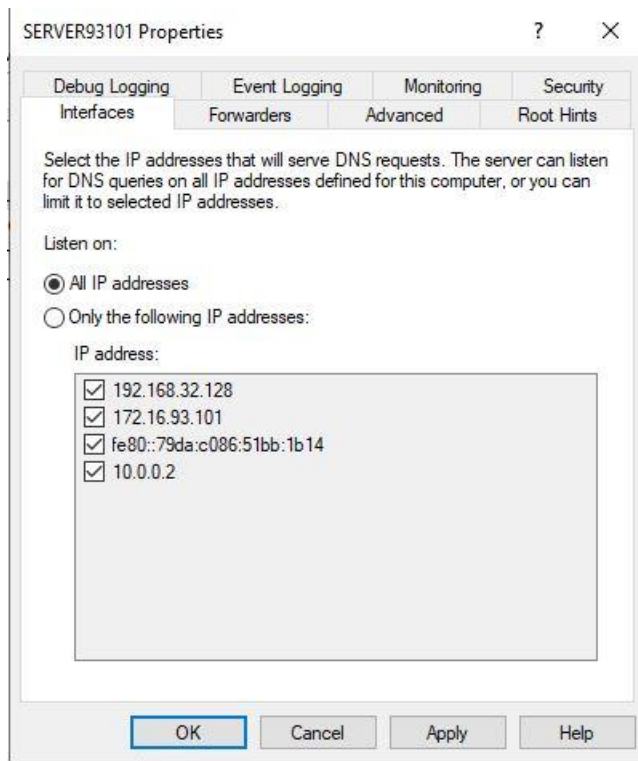 SERVER93101 Properties ? ×
Debug Logging Event Logging Monitoring Security
Interfaces Forwarders Advanced Root Hints
Select the IP addresses that will serve DNS requests. The server can listen
for DNS queries on all IP addresses defined for this computer, or you can
limit it to selected IP addresses.
Listen on:
All IP addresses
Only the following IP addresses:
IP address:
192.168.32.128
172.16.93.101
fe80::79da:c086:51bb:1b14
10.0.0.2
OK Cancel Apply Help